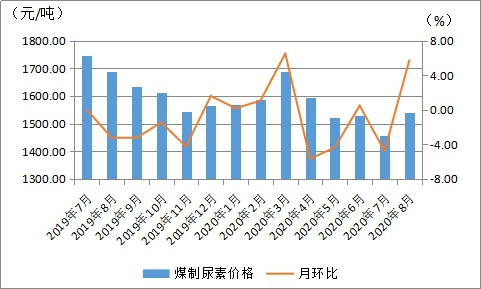 （元/吨）
（%）
1800.00
1700.00
1600.00
1500.00
1400.00
1300.00
8.00
4.00
0.00
-4.00
-8.00
2019年7月
2019年8月
2019年9月
2019年10月
2019年11月
2019年12月
2020年1月
2020年2月
2020年3月
2020年4月
2020年5月
2020年6月
2020年7月
2020年8月
煤制尿素价格
月环比